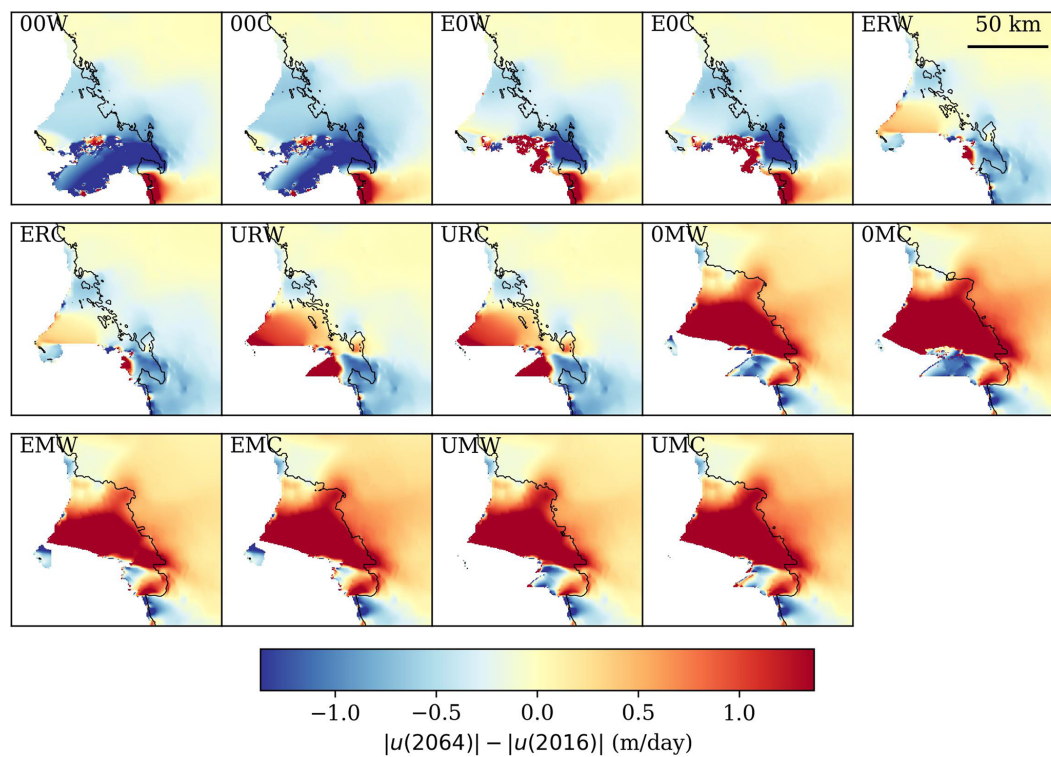 00W 00C E0W E0C ERW
50 km
ERC URW URC 0MW 0MC
EMW EMC UMW UMC
−1.0 −0.5 0.0 0.5 1.0
|u(2064)| − |u(2016)| (m/day)